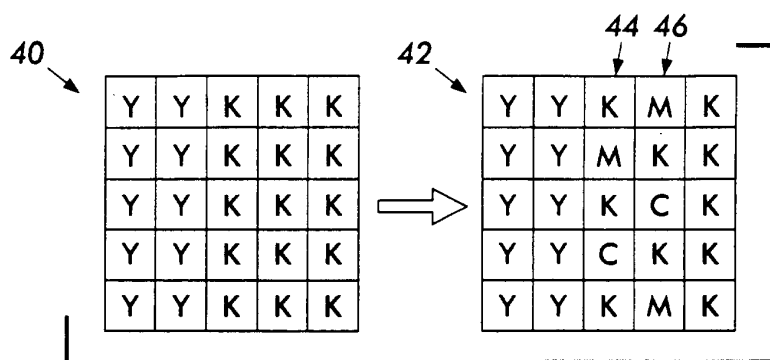 44 46
40 42
Y Y K K K Y Y K M K
Y Y K K K Y Y M K K
Y Y K K K Y Y K C K
Y Y K K K Y Y C K K
Y Y K K K Y Y K M K